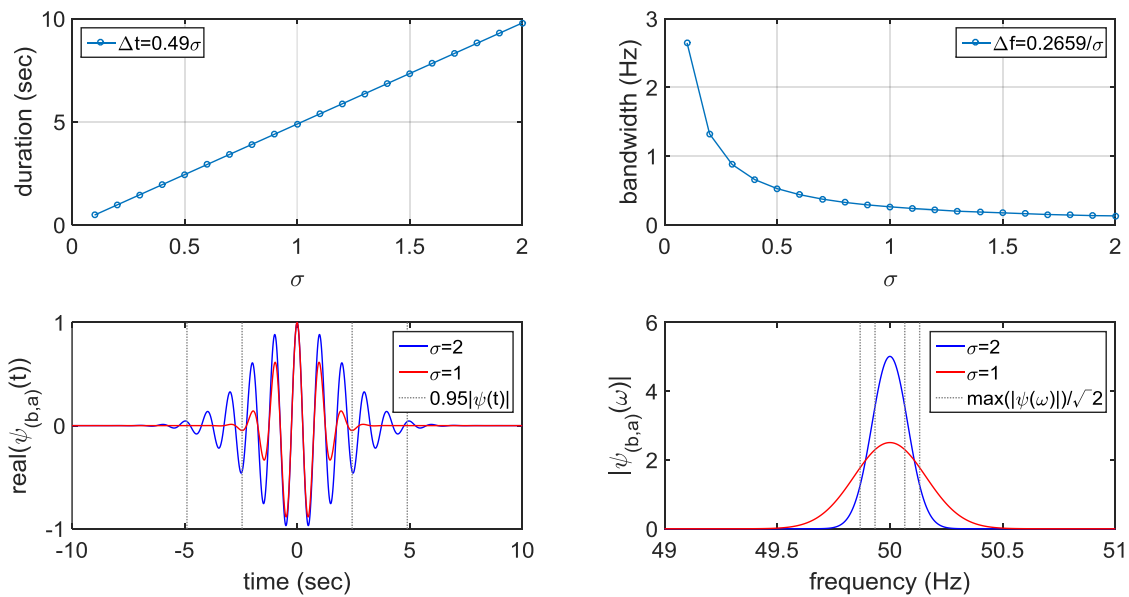 duration (sec)
10
5
0
Δt=0.49σ
0
0.5
1
1.5
2
σ
bandwidth (Hz)
3
2
1
0
Δf=0.2659/σ
0
0.5
1
1.5
2
σ
real(ψ(b,a)(t))
1
0
-1
σ=2
σ=1
0.95|ψ(t)|
-10
-5
0
5
10
time (sec)
|ψ(b,a)(ω)|
6
4
2
0
σ=2
σ=1
max(|ψ(ω)|)/√2
49
49.5
50
50.5
51
frequency (Hz)